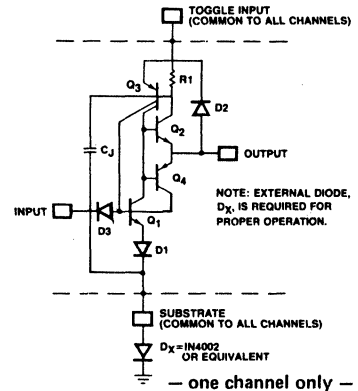 TOGGLE INPUT
(COMMON TO ALL CHANNELS)
Q3
R1
D2
Q2
CJ
OUTPUT
Q4
NOTE: EXTERNAL DIODE,
DX, IS REQUIRED FOR
PROPER OPERATION.
INPUT
D3
Q1
D1
SUBSTRATE
(COMMON TO ALL CHANNELS)
DX=IN4002
OR EQUIVALENT
— one channel only —